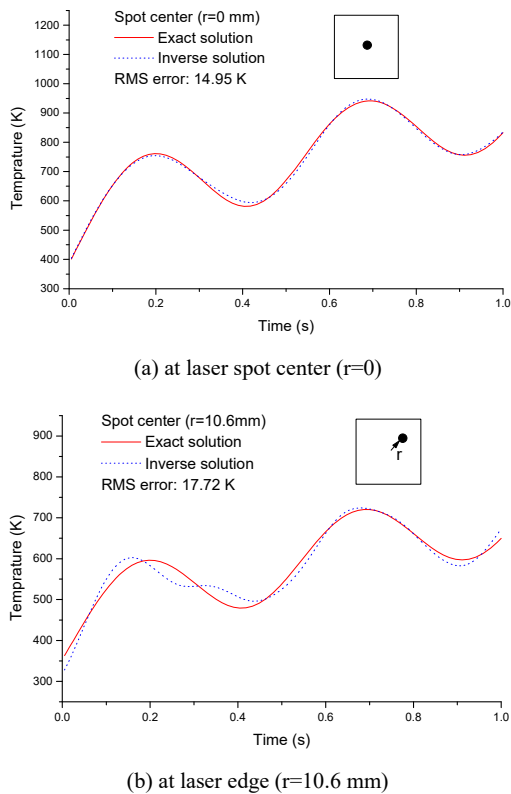 Spot center (r=0 mm)
Exact solution
Inverse solution
RMS error: 14.95 K
1200
1100
1000
900
800
700
600
500
400
300
Temprature (K)
0.0 0.2 0.4 0.6 0.8 1.0
Time (s)
(a) at laser spot center (r=0)
Spot center (r=10.6mm)
Exact solution
Inverse solution
RMS error: 17.72 K
r
900
800
700
600
500
400
300
Temprature (K)
0.0 0.2 0.4 0.6 0.8 1.0
Time (s)
(b) at laser edge (r=10.6 mm)